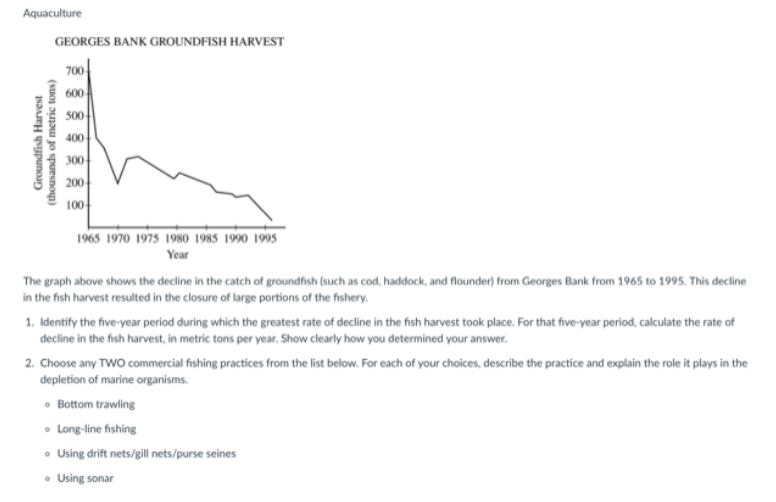 Aquaculture
GEORGES BANK GROUNDFISH HARVEST
Groundfish Harvest
(thousands of metric tons)
700
600
500
400
300
200
100
1965 1970 1975 1980 1985 1990 1995
Year
The graph above shows the decline in the catch of groundfish (such as cod, haddock, and flounder) from Georges Bank from 1965 to 1995. This decline
in the fish harvest resulted in the closure of large portions of the fishery.
1. Identify the five-year period during which the greatest rate of decline in the fish harvest took place. For that five-year period, calculate the rate of
decline in the fish harvest, in metric tons per year. Show clearly how you determined your answer.
2. Choose any TWO commercial fishing practices from the list below. For each of your choices, describe the practice and explain the role it plays in the
depletion of marine organisms.
∘ Bottom trawling
∘ Long-line fishing
∘ Using drift nets/gill nets/purse seines
∘ Using sonar